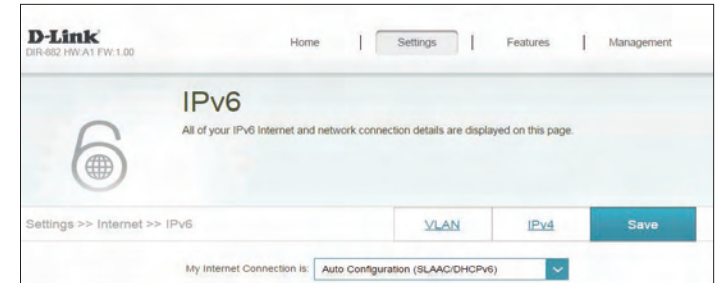 D-Link
DIR-882 HW:A1 FW:1.00
Home | Settings | Features | Management
IPv6
All of your IPv6 Internet and network connection details are displayed on this page.
Settings >> Internet >> IPv6
VLAN
IPv4
Save
My Internet Connection is: Auto Configuration (SLAAC/DHCPv6)